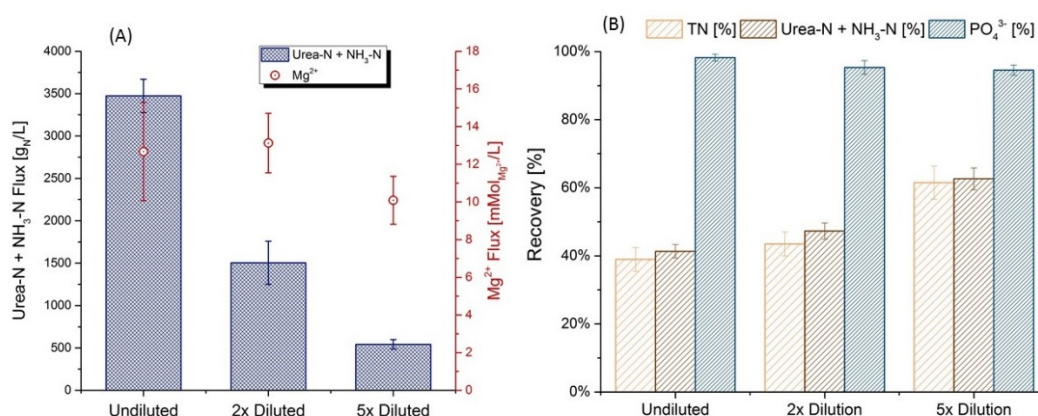 (A)
Urea-N + NH₃-N
Mg²⁺
Urea-N + NH₃-N Flux [g_N/L]
4000
3500
3000
2500
2000
1500
1000
500
0
Undiluted 2x Diluted 5x Diluted
18
16
14
12
10
8
6
4
2
0
Mg²⁺ Flux [mMol_Mg²⁺/L]
(B)
TN [%] Urea-N + NH₃-N [%] PO₄³⁻ [%]
Recovery [%]
100%
80%
60%
40%
20%
0%
Undiluted 2x Dilution 5x Dilution